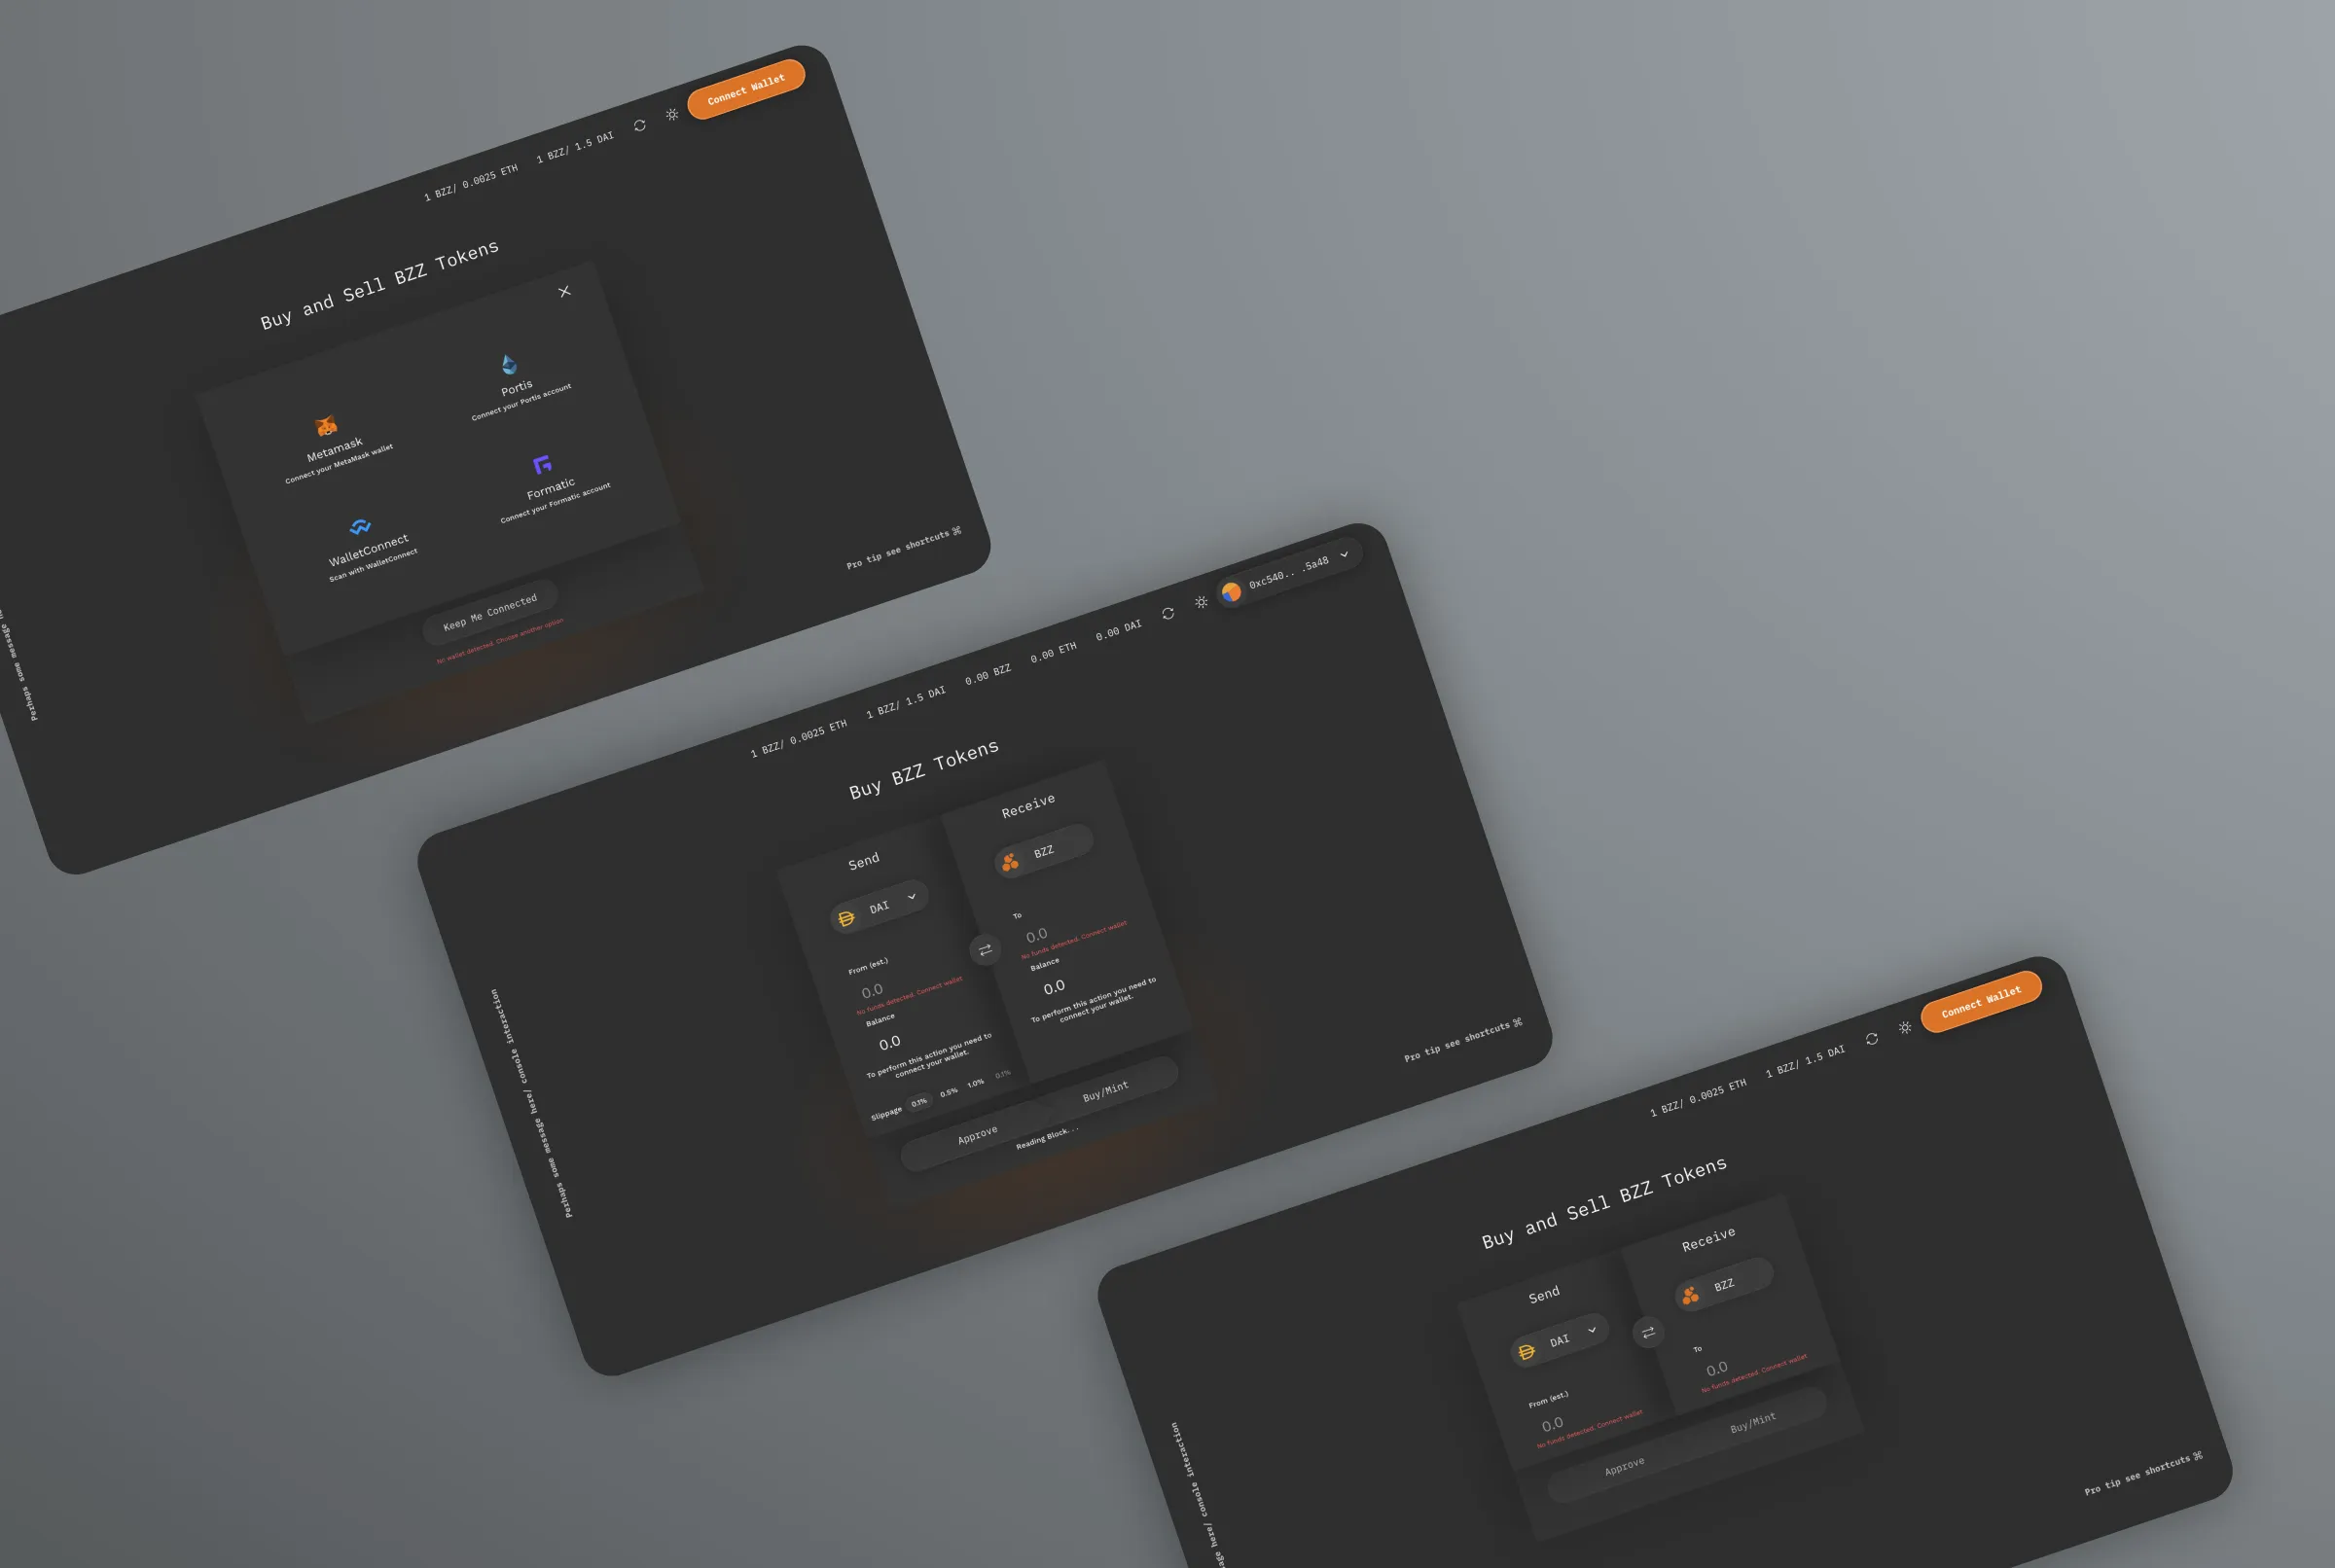 Connect Wallet
1 BZZ/ 0.0025 ETH
1 BZZ/ 1.5 DAI
Buy and Sell BZZ Tokens
Metamask
Connect your MetaMask wallet
Portis
Connect your Portis account
WalletConnect
Scan with WalletConnect
Formatic
Connect your Formatic account
Keep Me Connected
No wallet detected. Choose another option
Perhaps some message
Pro tip see shortcuts ⌘
1 BZZ/ 0.0025 ETH
1 BZZ/ 1.5 DAI
0.00 BZZ
0.00 ETH
0.00 DAI
0xc540.. .5a48
Buy BZZ Tokens
Send
DAI
From (est.)
0.0
No funds detected. Connect wallet
Balance
0.0
To perform this action you need to
connect your wallet.
Slippage 0.1% 0.5% 1.0% 0.1%
Receive
BZZ
To
0.0
No funds detected. Connect wallet
Balance
0.0
To perform this action you need to
connect your wallet.
Approve
Buy/Mint
Reading Block...
Perhaps some message here/ console interaction
Pro tip see shortcuts ⌘
1 BZZ/ 0.0025 ETH
1 BZZ/ 1.5 DAI
Connect Wallet
Buy and Sell BZZ Tokens
Send
DAI
From (est.)
0.0
No funds detected. Connect wallet
Receive
BZZ
To
0.0
No funds detected. Connect wallet
Approve
Buy/Mint
here/ console interaction
Pro tip see shortcuts ⌘